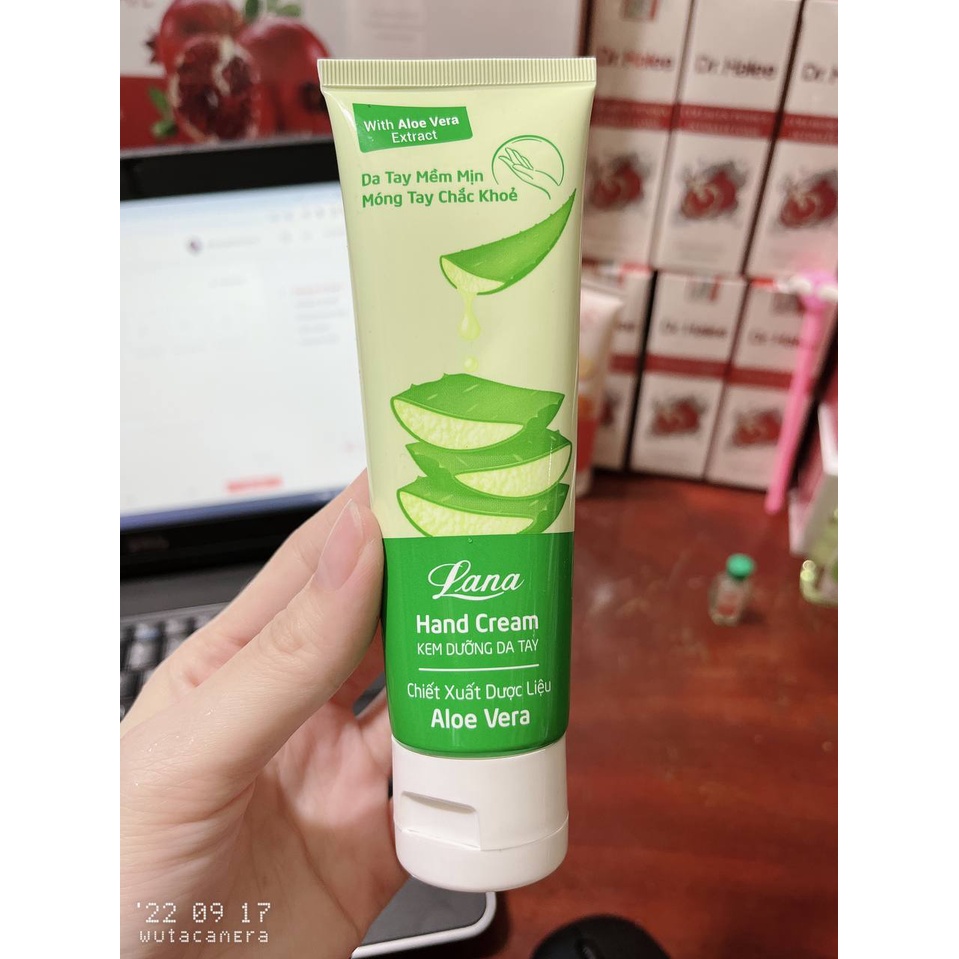 With Aloe Vera
Extract
Da Tay Mềm Mịn
Móng Tay Chắc Khoẻ
Lana
Hand Cream
KEM DƯỠNG DA TAY
Chiết Xuất Dược Liệu
Aloe Vera
'22 09 17
wutacamera